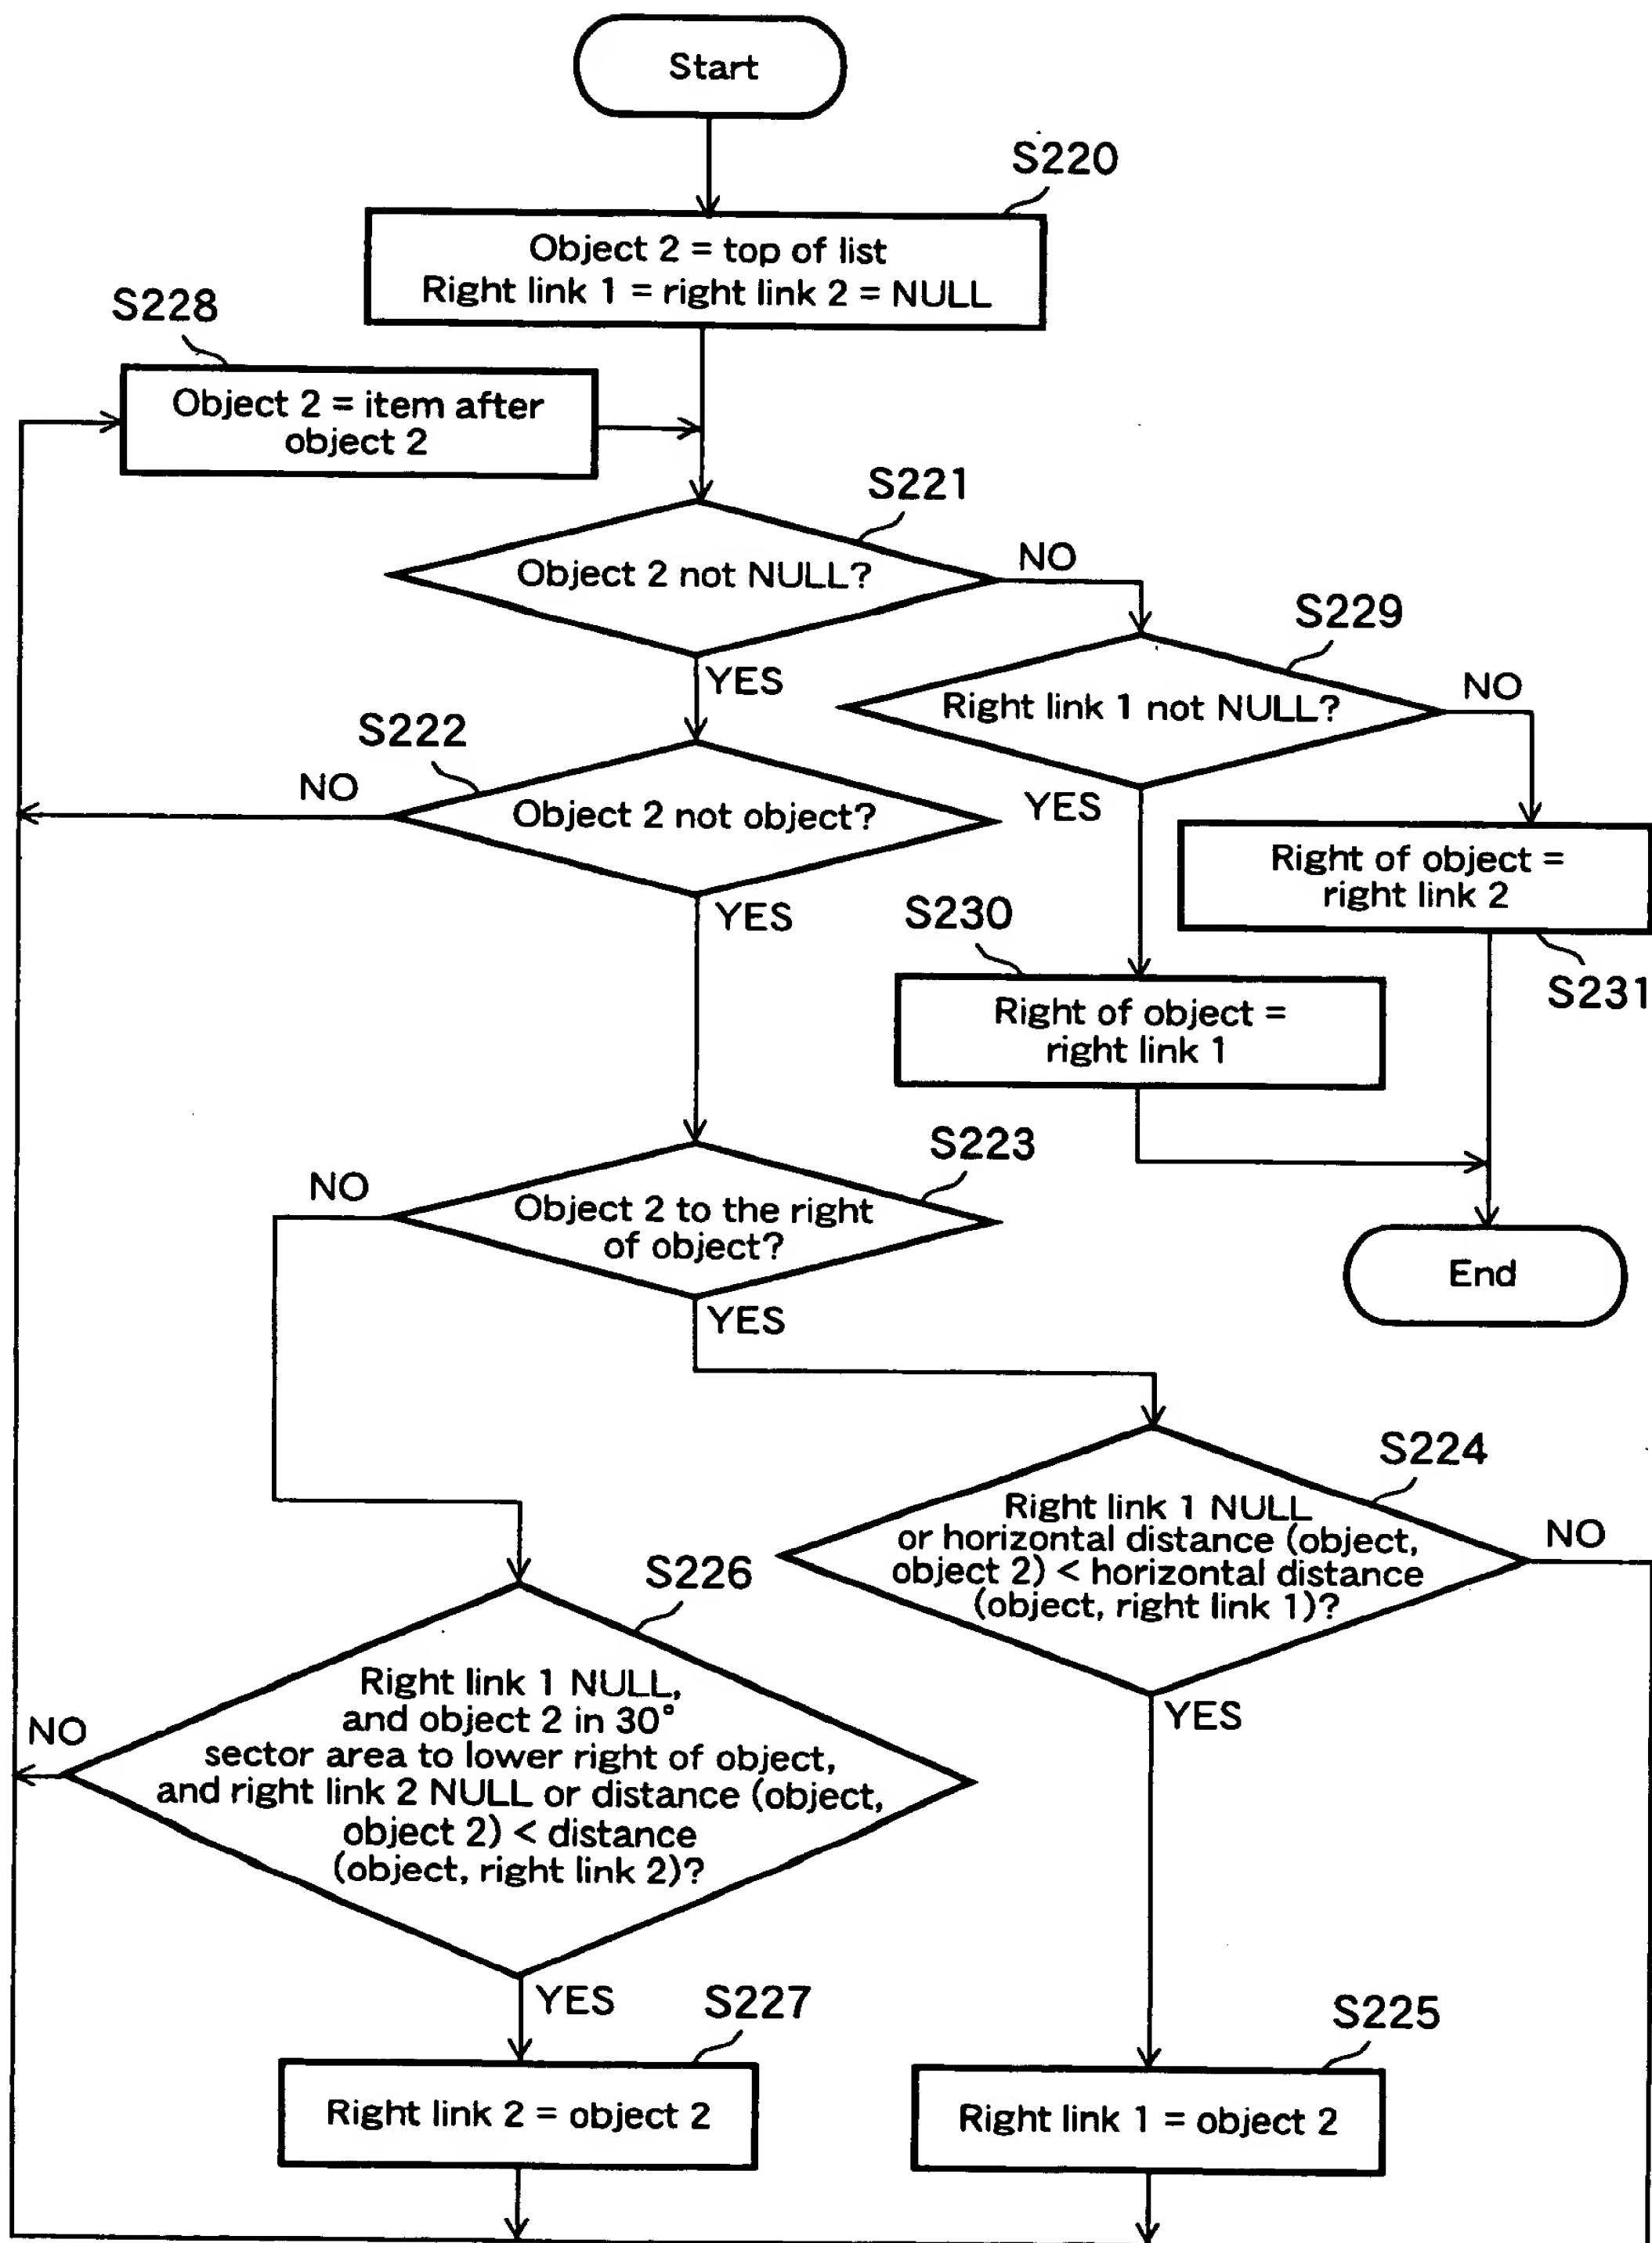 Start
S220
Object 2 = top of list
Right link 1 = right link 2 = NULL
S228
Object 2 = item after
object 2
S221
Object 2 not NULL?
NO
YES
S229
Right link 1 not NULL?
NO
YES
S222
Object 2 not object?
NO
YES
Right of object =
right link 2
S231
S230
Right of object =
right link 1
S223
Object 2 to the right
of object?
NO
YES
End
S224
Right link 1 NULL
or horizontal distance (object,
object 2) < horizontal distance
(object, right link 1)?
NO
YES
S226
Right link 1 NULL,
and object 2 in 30°
sector area to lower right of object,
and right link 2 NULL or distance (object,
object 2) < distance
(object, right link 2)?
NO
YES
S227
Right link 2 = object 2
S225
Right link 1 = object 2